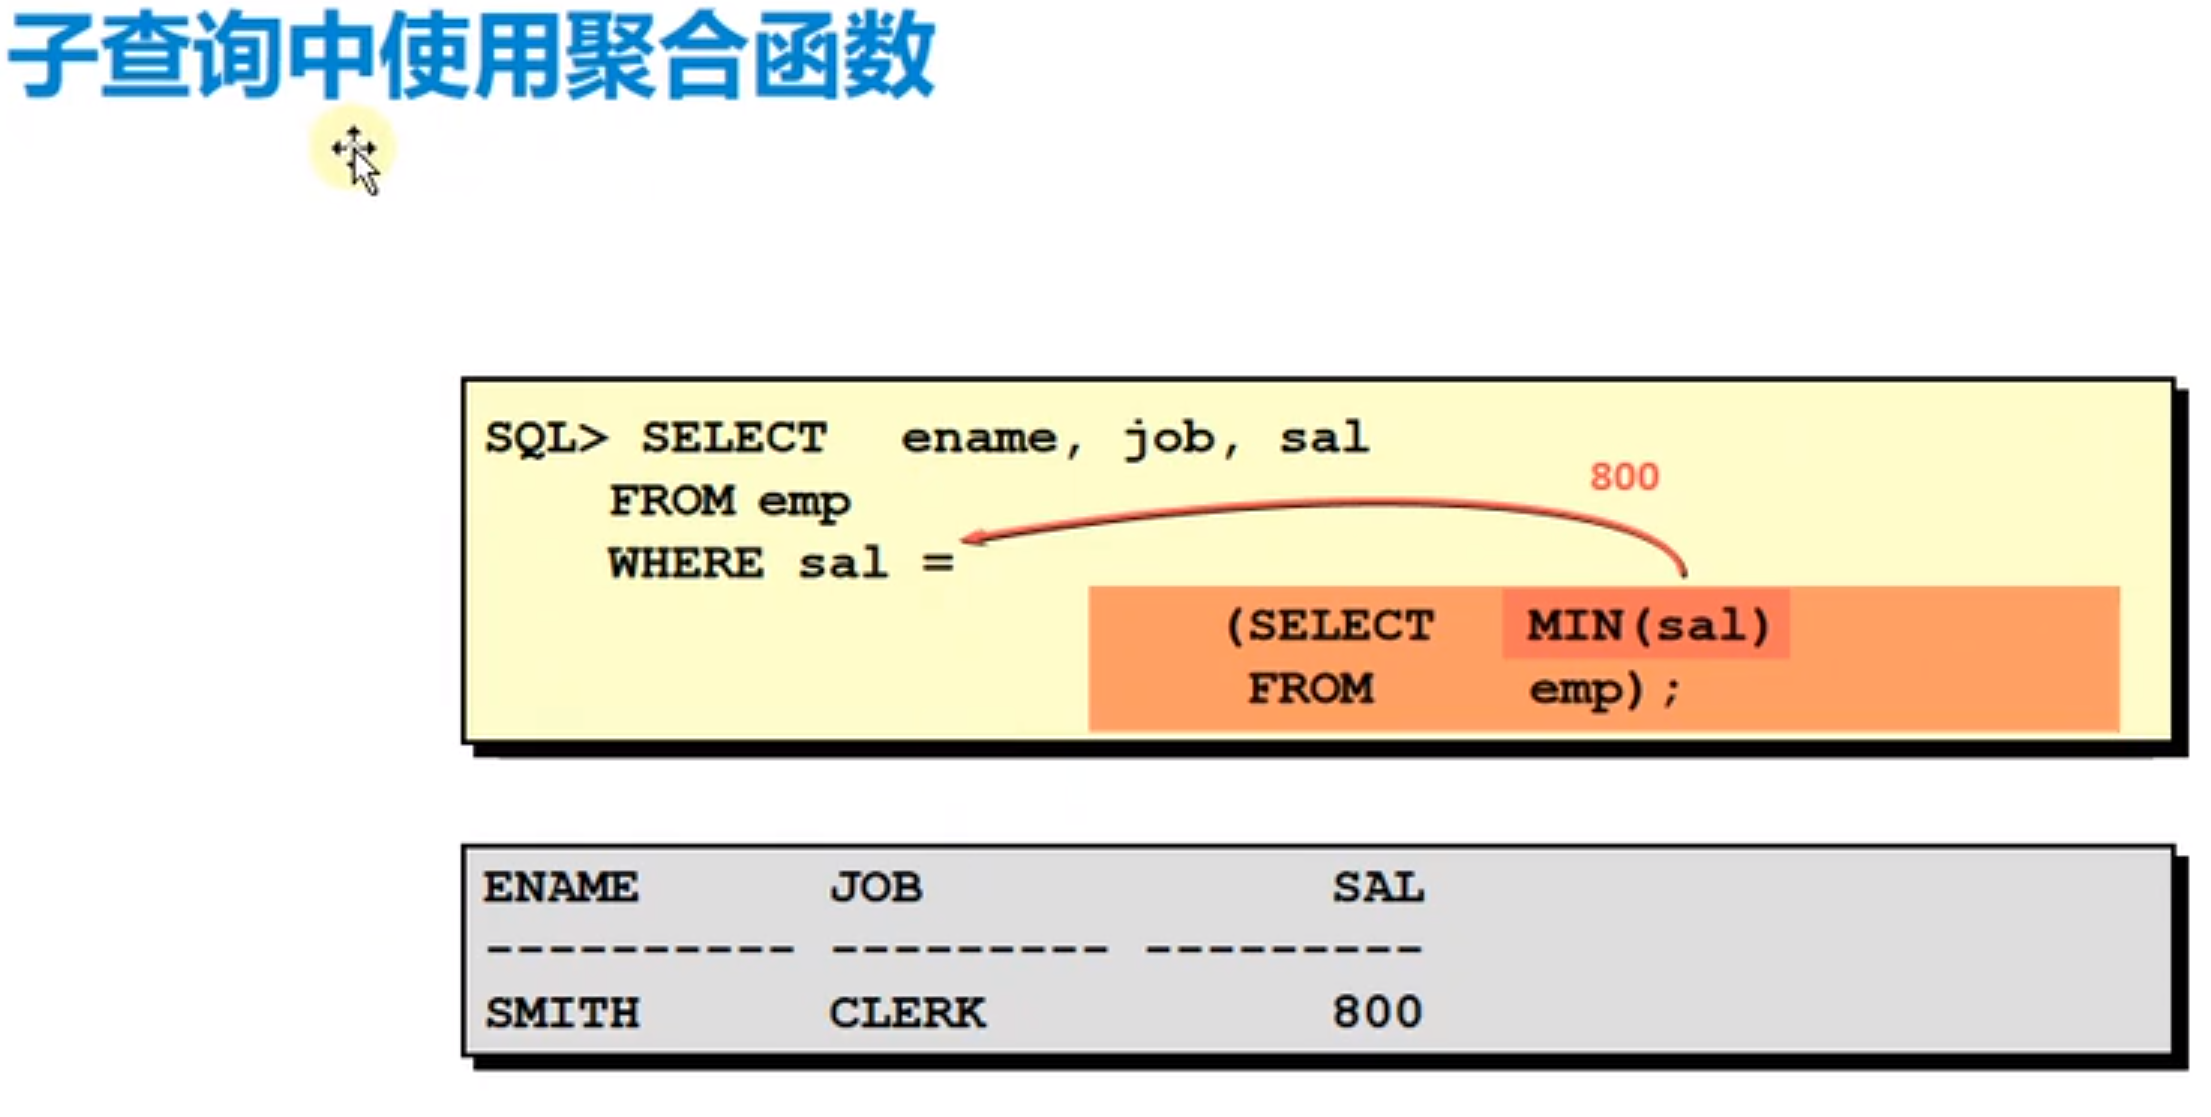 子查询中使用聚合函数
SQL> SELECT ename, job, sal
800
FROM emp
WHERE sal =
(SELECT MIN(sal)
FROM emp);
ENAME JOB SAL
---------- --------- ---------
SMITH CLERK 800